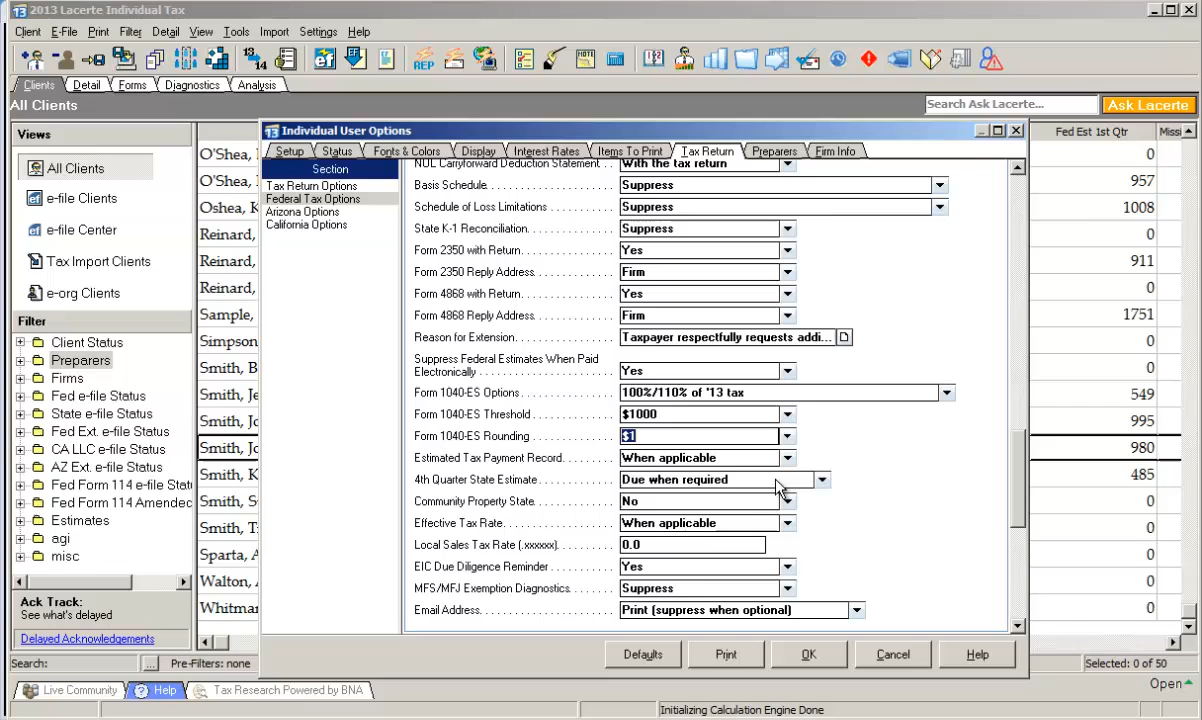 13 2013 Lacerte Individual Tax
Client E-File Print Filter Detail View Tools Import Settings Help
Clients Detail Forms Diagnostics Analysis
All Clients
Search Ask Lacerte... Ask Lacerte
Views
All Clients
e-file Clients
e-file Center
Tax Import Clients
e-org Clients
Filter
Client Status
Preparers
Firms
Fed e-file Status
State e-file Status
Fed Ext. e-file Status
CA LLC e-file Status
AZ Ext. e-file Status
Fed Form 114 e-file Stat
Fed Form 114 Amended
Estimates
agi
misc
Ack Track:
See what's delayed
Delayed Acknowledgements
Search: ... Pre-Filters: none
O'Shea,
O'Shea,
Oshea, K
Reinard,
Reinard,
Reinard,
Sample,
Simpson
Smith, B
Smith, Je
Smith, Jo
Smith, Jo
Smith, K
Smith, S
Smith, T
Sparta, A
Walton,
Whitman
13 Individual User Options
Setup Status Fonts & Colors Display Interest Rates Items To Print Tax Return Preparers Firm Info
Section
Tax Return Options
Federal Tax Options
Arizona Options
California Options
NOL Carryforward Deduction Statement With the tax return
Basis Schedule Suppress
Schedule of Loss Limitations Suppress
State K-1 Reconciliation Suppress
Form 2350 with Return Yes
Form 2350 Reply Address Firm
Form 4868 with Return Yes
Form 4868 Reply Address Firm
Reason for Extension Taxpayer respectfully requests addi...
Suppress Federal Estimates When Paid
Electronically Yes
Form 1040-ES Options 100%/110% of '13 tax
Form 1040-ES Threshold $1000
Form 1040-ES Rounding $1
Estimated Tax Payment Record When applicable
4th Quarter State Estimate Due when required
Community Property State No
Effective Tax Rate When applicable
Local Sales Tax Rate (.xxxxxx) 0.0
EIC Due Diligence Reminder Yes
MFS/MFJ Exemption Diagnostics Suppress
Email Address Print (suppress when optional)
Defaults Print OK Cancel Help
Fed Est 1st Qtr Missi
0
957
1008
0
911
0
1751
0
0
549
995
980
485
0
0
0
0
0
Selected: 0 of 50
Live Community Help Tax Research Powered by BNA
Open
Initializing Calculation Engine Done